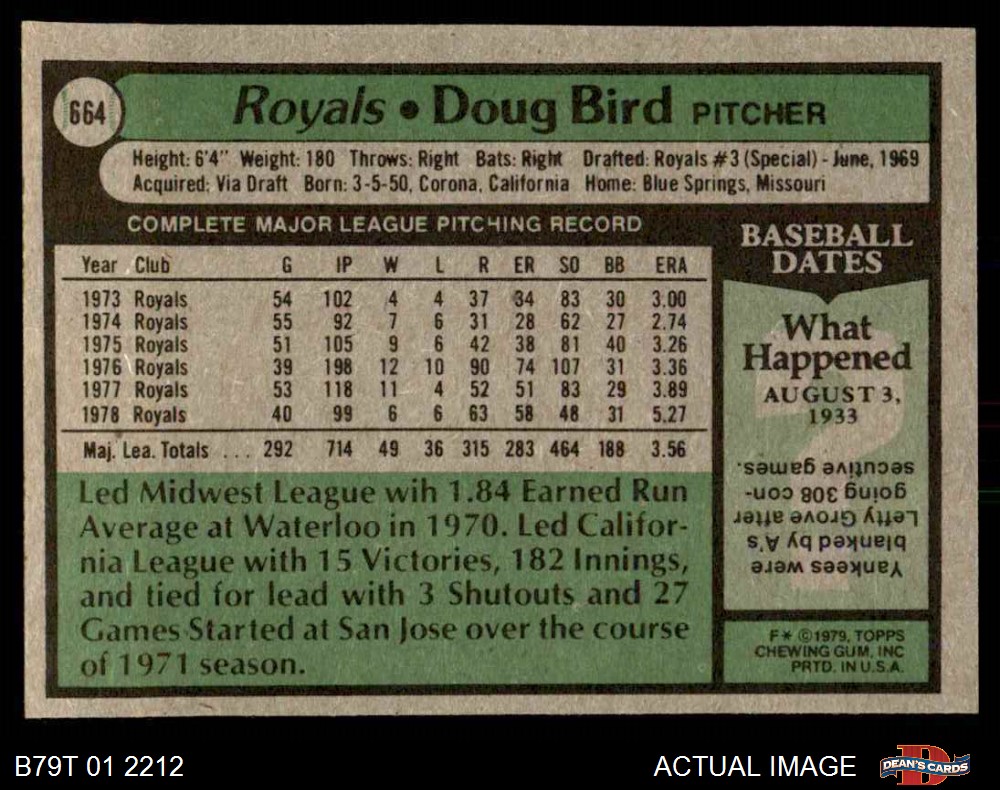 664
Royals • Doug Bird PITCHER
Height: 6'4" Weight: 180 Throws: Right Bats: Right Drafted: Royals #3 (Special) - June, 1969
Acquired: Via Draft Born: 3-5-50, Corona, California Home: Blue Springs, Missouri
COMPLETE MAJOR LEAGUE PITCHING RECORD
Year Club G IP W L R ER SO BB ERA
1973 Royals 54 102 4 4 37 34 83 30 3.00
1974 Royals 55 92 7 6 31 28 62 27 2.74
1975 Royals 51 105 9 6 42 38 81 40 3.26
1976 Royals 39 198 12 10 90 74 107 31 3.36
1977 Royals 53 118 11 4 52 51 83 29 3.89
1978 Royals 40 99 6 6 63 58 48 31 5.27
Maj. Lea. Totals ... 292 714 49 36 315 283 464 188 3.56
Led Midwest League wih 1.84 Earned Run
Average at Waterloo in 1970. Led Califor-
nia League with 15 Victories, 182 Innings,
and tied for lead with 3 Shutouts and 27
Games Started at San Jose over the course
of 1971 season.
BASEBALL
DATES
What
Happened
AUGUST 3,
1933
Yankees were
blanked by A's
Lefty Grove after
going 308 con-
secutive games.
F* ©1979, TOPPS
CHEWING GUM, INC
PRTD. IN U.S.A.
B79T 01 2212
ACTUAL IMAGE
D
DEAN'S CARDS